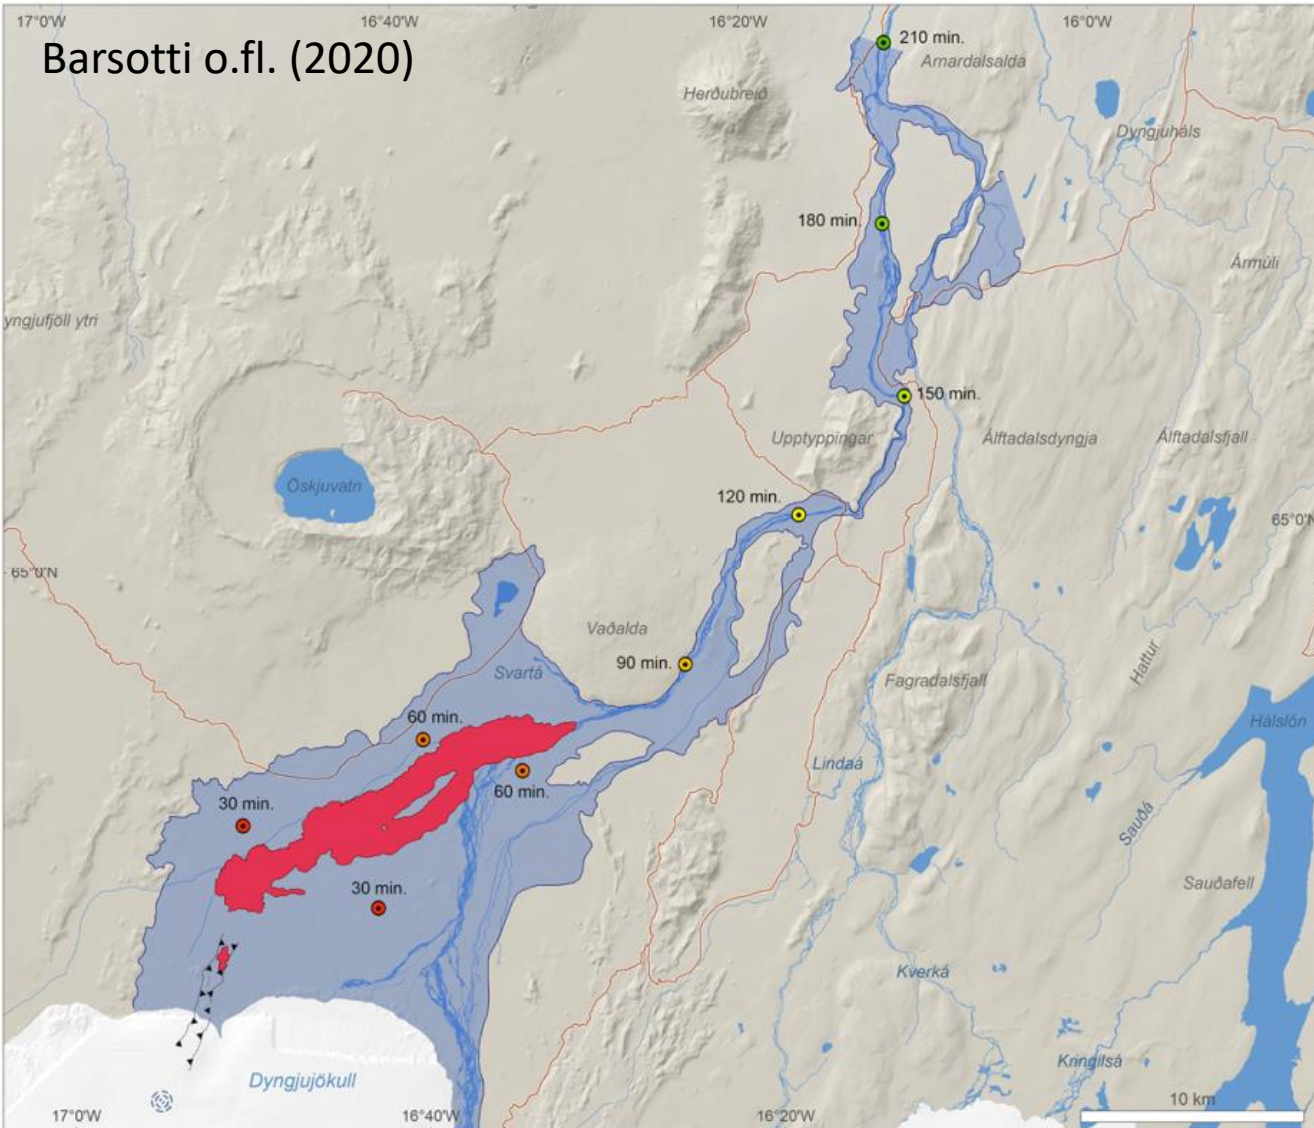 17°0'W
16°40'W
16°20'W
16°0'W
Barsotti o.fl. (2020)
210 min.
Arnardalsalda
Herðubreið
Dyngjuháls
180 min.
Ármúli
yngjufjöll ytri
150 min.
Upptyppingar
Álftadalsdyngja
Álftadalsfjall
Öskjuvatn
120 min.
65°0'N
65°0'N
Vaðalda
90 min.
Svartá
Hattur
Fagradalsfjall
60 min.
Hálslón
Lindaá
60 min.
30 min.
Sauðá
30 min.
Sauðafell
Kverká
Kringilsá
Dyngjujökull
10 km
17°0'W
16°40'W
16°20'W